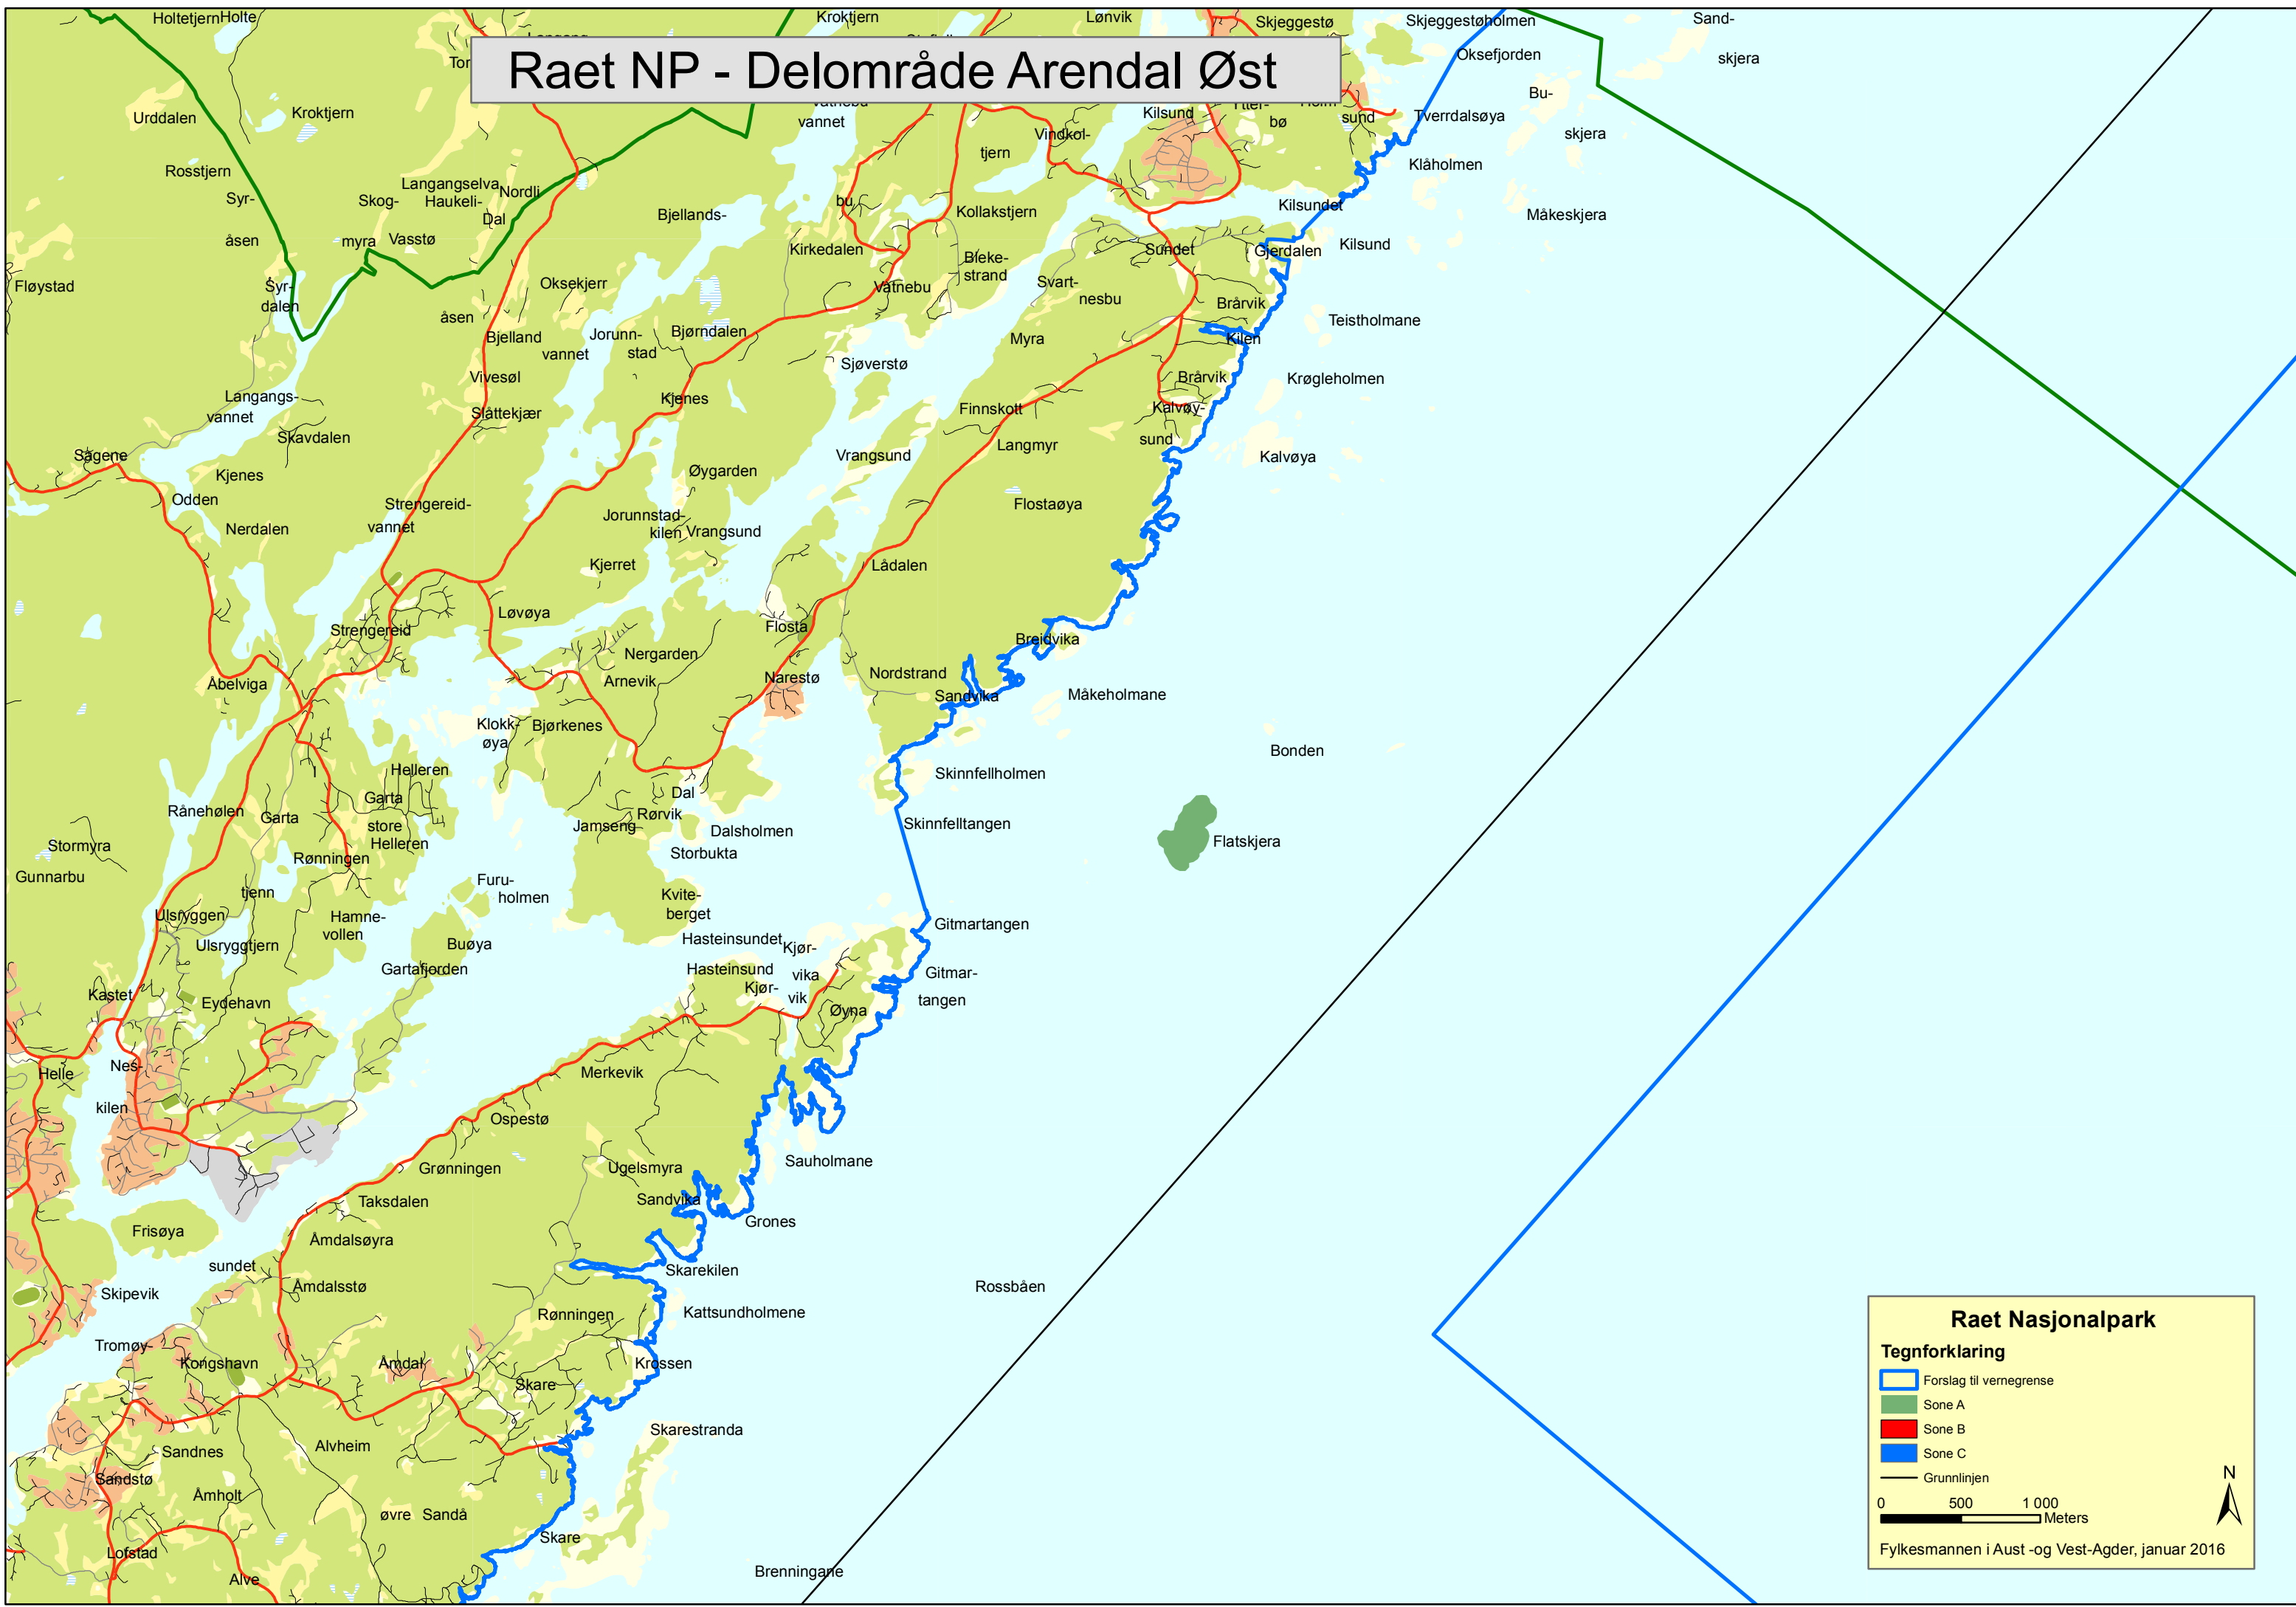 Raet NP - Delområde Arendal Øst
Holtetjern
Holte
Kroktjern
Lønvik
Skjeggestø
Skjeggestøholmen
Sand-
skjera
Oksefjorden
Urddalen
Kroktjern
vannet
Kilsund
bø
sund
Tverrdalsøya
Bu-
skjera
Vindkol-
tjern
Rosstjern
Syr-
åsen
Langangselva
Haukeli-
Nordli
Dal
Skog-
myra
Vasstø
Bjellands-
bu
Kollakstjern
Klåholmen
Kilsundet
Måkeskjera
Kirkedalen
Sundet
Gjerdalen
Kilsund
Bleke-
strand
Fløystad
Syr-
dalen
Oksekjerr
Vatnebu
Svart-
nesbu
Brårvik
åsen
Bjelland
vannet
Jorunn-
stad
Bjørndalen
Myra
Kilen
Teistholmane
Sjøverstø
Vivesøl
Brårvik
Krøgleholmen
Langangs-
vannet
Slåttekjær
Kjenes
Finnskott
Kalvøy-
sund
Skavdalen
Langmyr
Sagene
Kjenes
Øygarden
Vrangsund
Kalvøya
Odden
Strengereid-
vannet
Nerdalen
Jorunnstad-
kilen
Vrangsund
Flostaøya
Kjerret
Lådalen
Løvøya
Strengereid
Flosta
Breidvika
Nergarden
Åbelviga
Arnevik
Narestø
Nordstrand
Sandvika
Måkeholmane
Klokk-
øya
Bjørkenes
Bonden
Helleren
Skinnfellholmen
Dal
Garta
store
Helleren
Rånehølen
Garta
Rørvik
Jamseng
Dalsholmen
Skinnfelltangen
Flatskjera
Stormyra
Storbukta
Rønningen
Gunnarbu
tjenn
Furu-
holmen
Kvite-
berget
Ulsryggen
Hamne-
vollen
Gitmartangen
Ulsryggtjern
Buøya
Hasteinsundet
Kjør-
vika
Gartafjorden
Hasteinsund
Kjør-
vik
Gitmar-
tangen
Kastet
Eydehavn
Øyna
Helle
Nes-
kilen
Merkevik
Ospestø
Grønningen
Ugelsmyra
Sauholmane
Taksdalen
Sandvika
Grones
Frisøya
Åmdalsøyra
sundet
Skarekilen
Åmdalsstø
Rossbåen
Skipevik
Rønningen
Kattsundholmene
Tromøy-
Kongshavn
Åmdal
Krossen
Skare
Skarestranda
Sandnes
Alvheim
Sandstø
Åmholt
øvre
Sandå
Skare
Lofstad
Alve
Brenningane
Raet Nasjonalpark
Tegnforklaring
Forslag til vernegrense
Sone A
Sone B
Sone C
Grunnlinjen
N
0 500 1 000
Meters
Fylkesmannen i Aust -og Vest-Agder, januar 2016